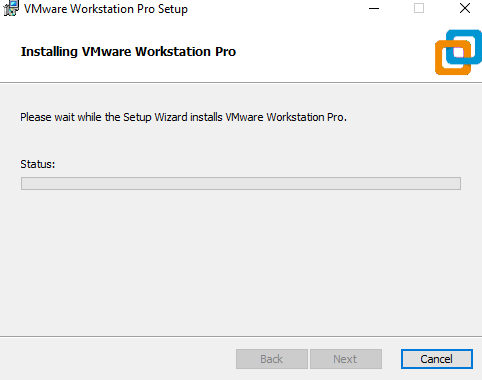 VMware Workstation Pro Setup
Installing VMware Workstation Pro
Please wait while the Setup Wizard installs VMware Workstation Pro.
Status:
Back Next Cancel